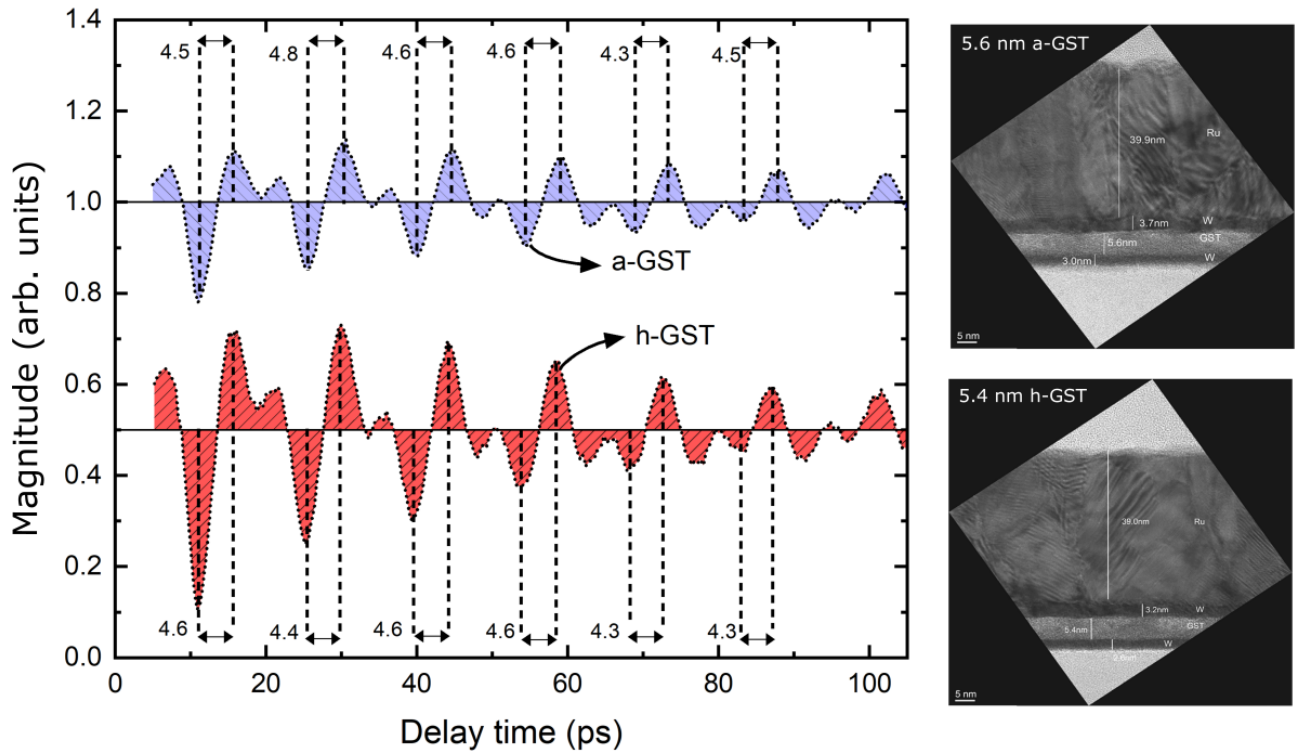 1.4
1.2
1.0
0.8
0.6
0.4
0.2
0.0
Magnitude (arb. units)
4.5
4.8
4.6
4.6
4.3
4.5
a-GST
h-GST
4.6
4.4
4.6
4.6
4.3
4.3
0
20
40
60
80
100
Delay time (ps)
5.6 nm a-GST
39.9nm
Ru
3.7nm
W
5.6nm
GST
3.0nm
W
5 nm
5.4 nm h-GST
39.0nm
Ru
3.2nm
W
5.4nm
GST
W
5 nm